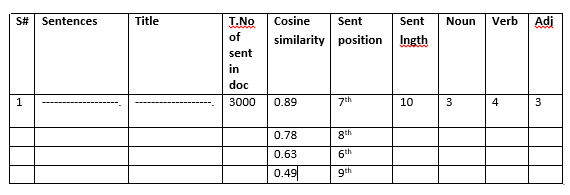 S# Sentences Title T.No of sent in doc Cosine similarity Sent position Sent lngth Noun Verb Adj
1 --------------------. --------------------. 3000 0.89 7th 10 3 4 3
0.78 8th
0.63 6th
0.49 9th